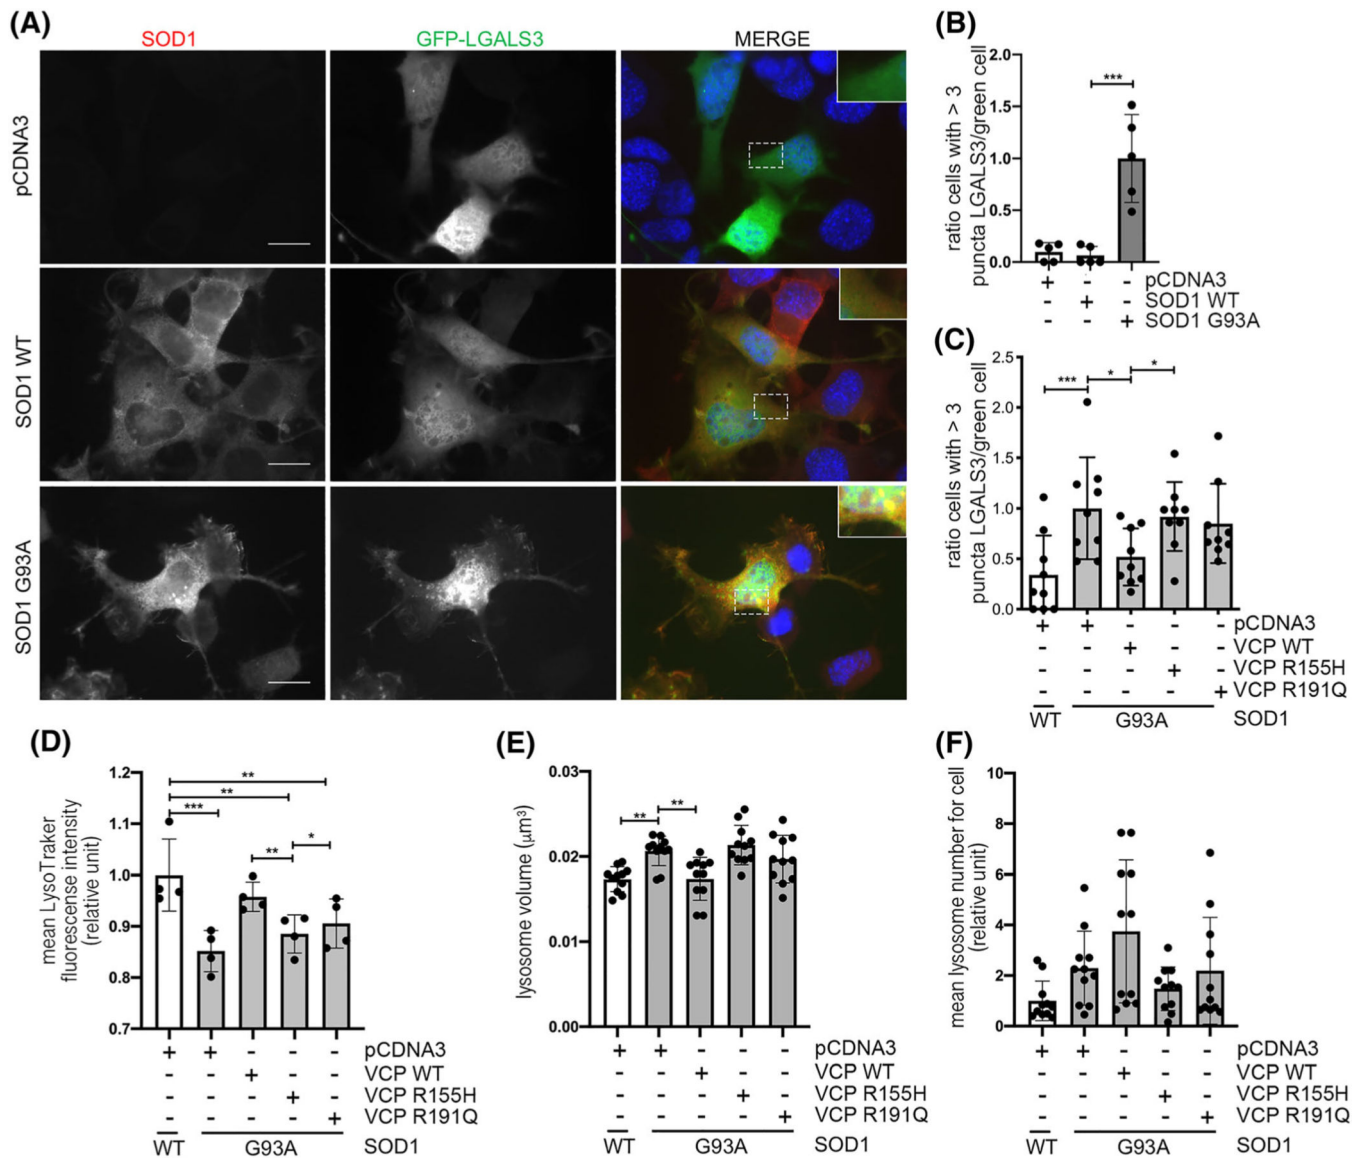 (A)
SOD1 GFP-LGALS3 MERGE
pCDNA3
SOD1 WT
SOD1 G93A
(B)
ratio cells with > 3
puncta LGALS3/green cell
2.0
1.5
1.0
0.5
0.0
***
+ - - pCDNA3
- + - SOD1 WT
- - + SOD1 G93A
(C)
ratio cells with > 3
puncta LGALS3/green cell
2.5
2.0
1.5
1.0
0.5
0.0
*** * *
+ + - - - pCDNA3
- - + - - VCP WT
- - - + - VCP R155H
- - - - + VCP R191Q
WT G93A SOD1
(D)
mean LysoTraker
fluorescense intensity
(relative unit)
1.2
1.1
1.0
0.9
0.8
0.7
**
**
***
*
**
+ + - - - pCDNA3
- - + - - VCP WT
- - - + - VCP R155H
- - - - + VCP R191Q
WT G93A SOD1
(E)
lysosome volume (μm³)
0.03
0.02
0.01
0.00
** **
+ + - - - pCDNA3
- - + - - VCP WT
- - - + - VCP R155H
- - - - + VCP R191Q
WT G93A SOD1
(F)
mean lysosome number for cell
(relative unit)
10
8
6
4
2
0
+ + - - - pCDNA3
- - + - - VCP WT
- - - + - VCP R155H
- - - - + VCP R191Q
WT G93A SOD1